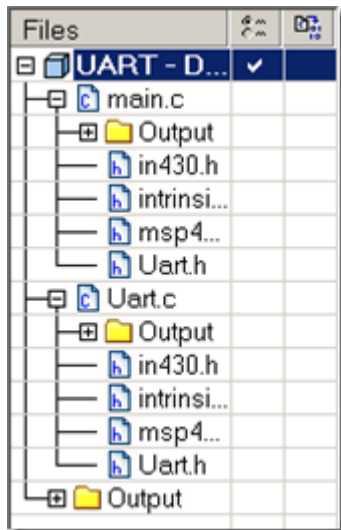 Files
UART - D...
main.c
Output
in430.h
intrinsi...
msp4...
Uart.h
Uart.c
Output
in430.h
intrinsi...
msp4...
Uart.h
Output